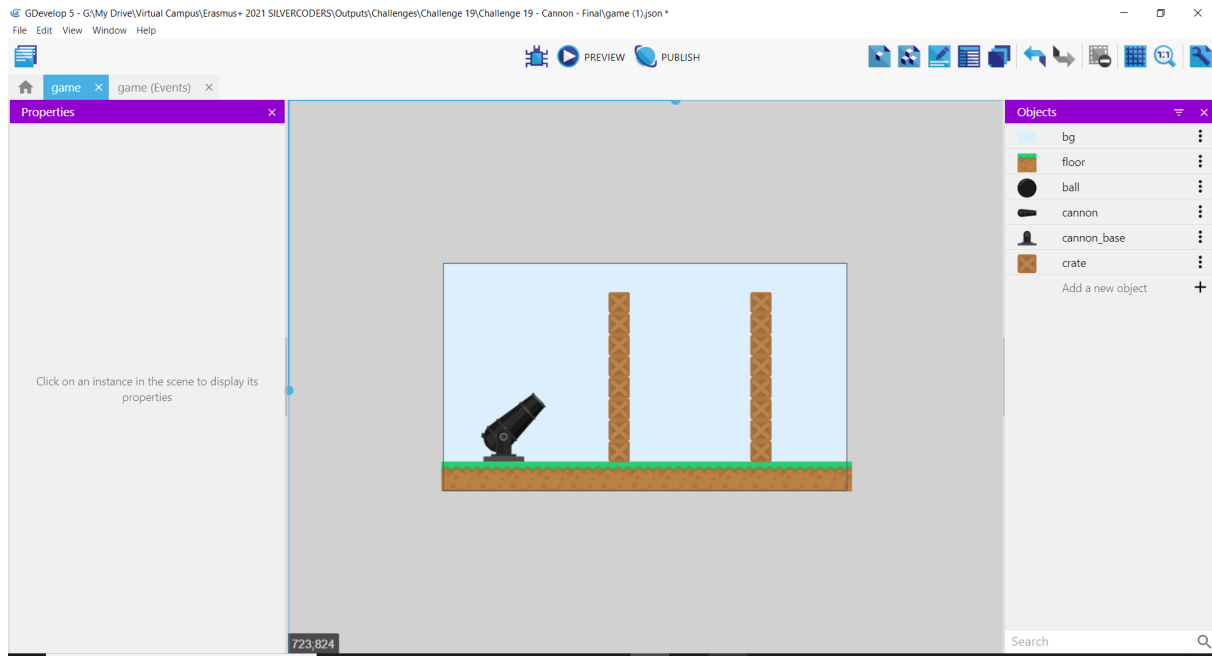 GDevelop 5 - G:\My Drive\Virtual Campus\Erasmus+ 2021 SILVERCODERS\Outputs\Challenges\Challenge 19\Challenge 19 - Cannon - Final\game (1).json *
File Edit View Window Help
PREVIEW PUBLISH
1:1
game game (Events)
Properties
Objects
bg
floor
ball
cannon
cannon_base
crate
Add a new object
Click on an instance in the scene to display its
properties
723;824
Search